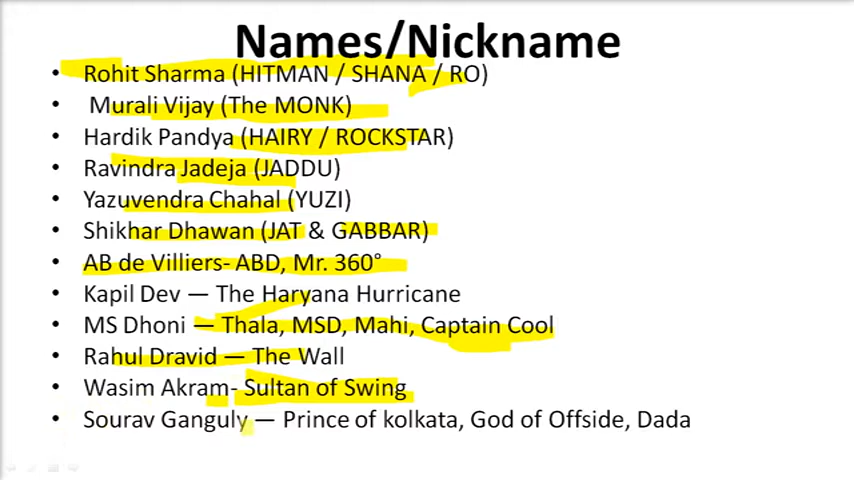 Names/Nickname
• Rohit Sharma (HITMAN / SHANA / RO)
• Murali Vijay (The MONK)
• Hardik Pandya (HAIRY / ROCKSTAR)
• Ravindra Jadeja (JADDU)
• Yazuvendra Chahal (YUZI)
• Shikhar Dhawan (JAT & GABBAR)
• AB de Villiers- ABD, Mr. 360°
• Kapil Dev — The Haryana Hurricane
• MS Dhoni — Thala, MSD, Mahi, Captain Cool
• Rahul Dravid — The Wall
• Wasim Akram- Sultan of Swing
• Sourav Ganguly — Prince of kolkata, God of Offside, Dada